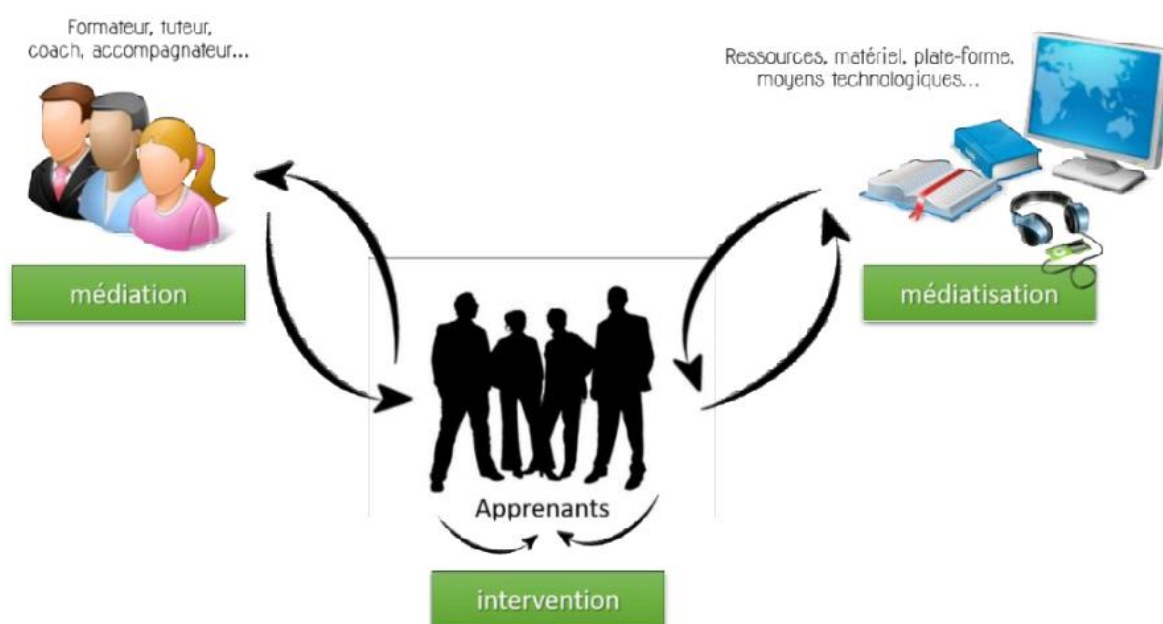 Formateur, tuteur,
coach, accompagnateur...
Ressources, matériel, plate-forme,
moyens technologiques...
médiation
médiatisation
Apprenants
intervention